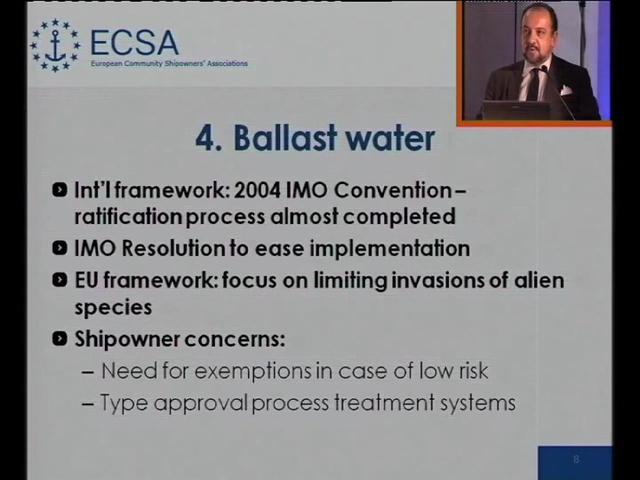 ECSA
European Community Shipowners' Associations
4. Ballast water
Int'l framework: 2004 IMO Convention –
ratification process almost completed
IMO Resolution to ease implementation
EU framework: focus on limiting invasions of alien
species
Shipowner concerns:
– Need for exemptions in case of low risk
– Type approval process treatment systems
8